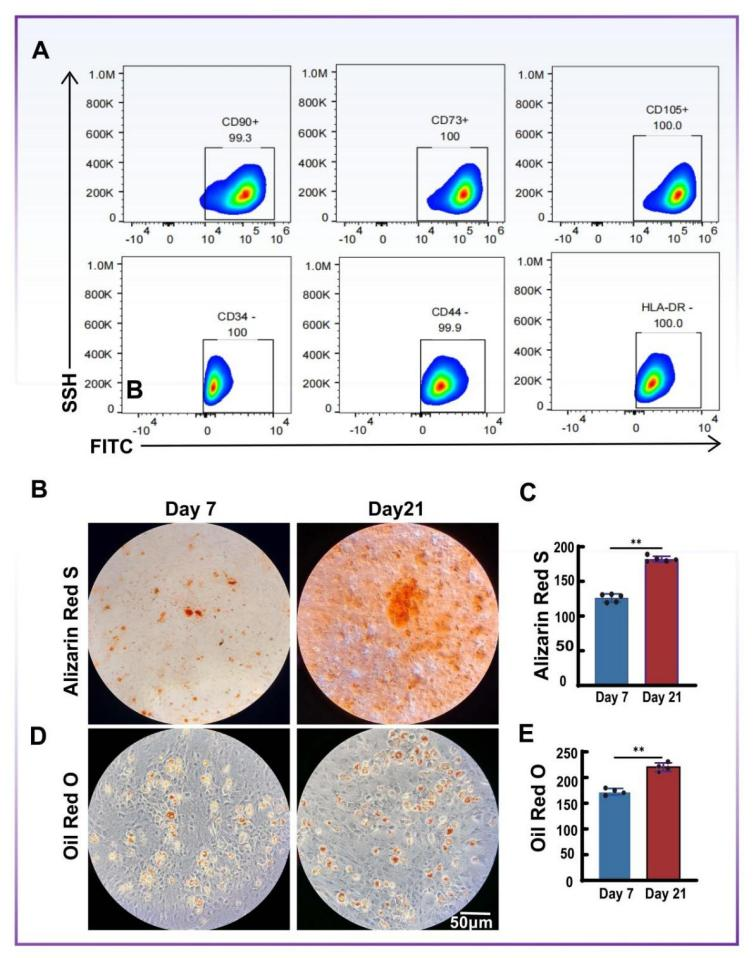 A
1.0M
800K
600K
400K
200K
0
CD90+
99.3
-10 4 0 10 4 10 5 10 6
1.0M
800K
600K
400K
200K
0
CD73+
100
-10 4 0 10 4 10 5 10 6
1.0M
800K
600K
400K
200K
0
CD105+
100.0
-10 4 0 10 4 10 5 10 6
1.0M
800K
600K
400K
200K
0
CD34 -
100
-10 4 0 10 4
1.0M
800K
600K
400K
200K
0
CD44 -
99.9
-10 4 0 10 4
1.0M
800K
600K
400K
200K
0
HLA-DR -
100.0
-10 4 0 10 4
SSH
B
FITC
B
Day 7
Day21
Alizarin Red S
C
Alizarin Red S
200
150
100
50
0
**
Day 7 Day 21
D
Oil Red O
50µm
E
Oil Red O
250
200
150
100
50
0
**
Day 7 Day 21